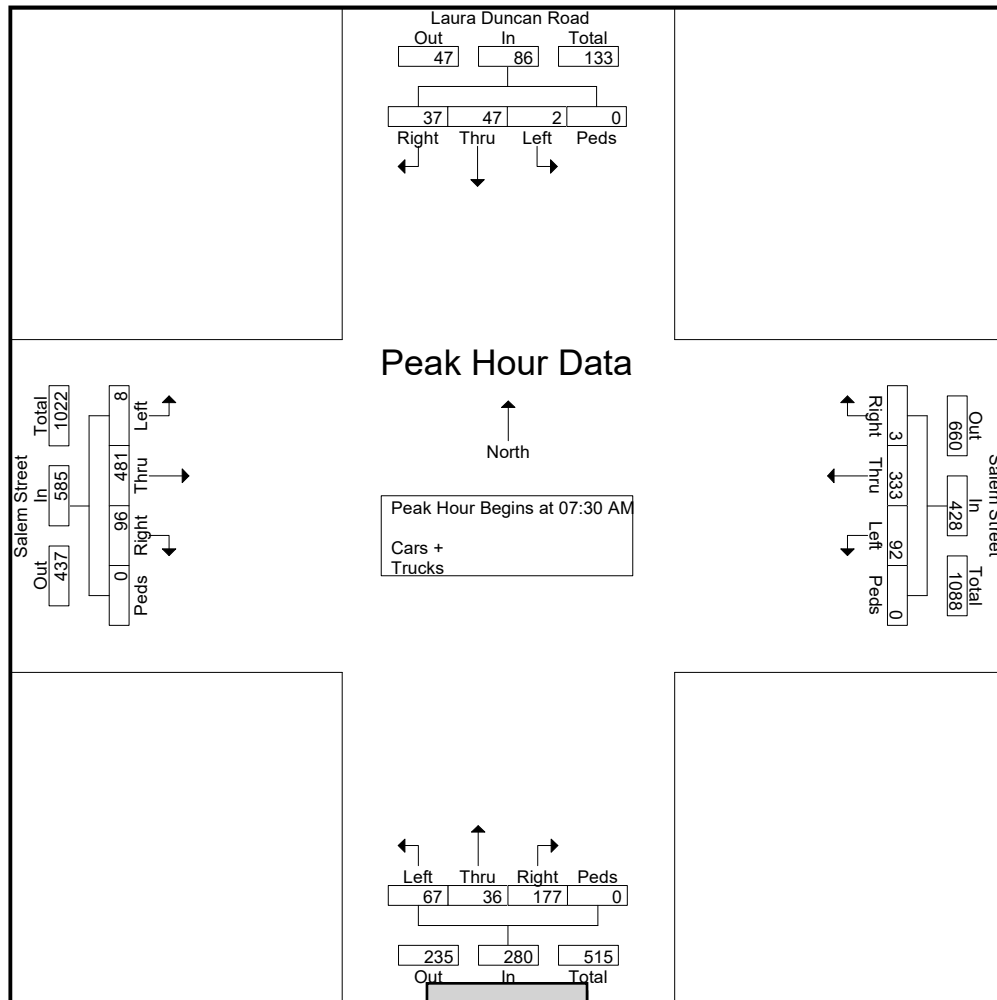 Laura Duncan Road
Out In Total
47 86 133
37 47 2 0
Right Thru Left Peds
Peak Hour Data
North
Peak Hour Begins at 07:30 AM
Cars +
Trucks
Salem Street
Out In Total
437 585 1022
8 481 96 0
Left Thru Right Peds
Salem Street
Out In Total
660 428 1088
3 333 92 0
Right Thru Left Peds
Left Thru Right Peds
67 36 177 0
235 280 515
Out In Total